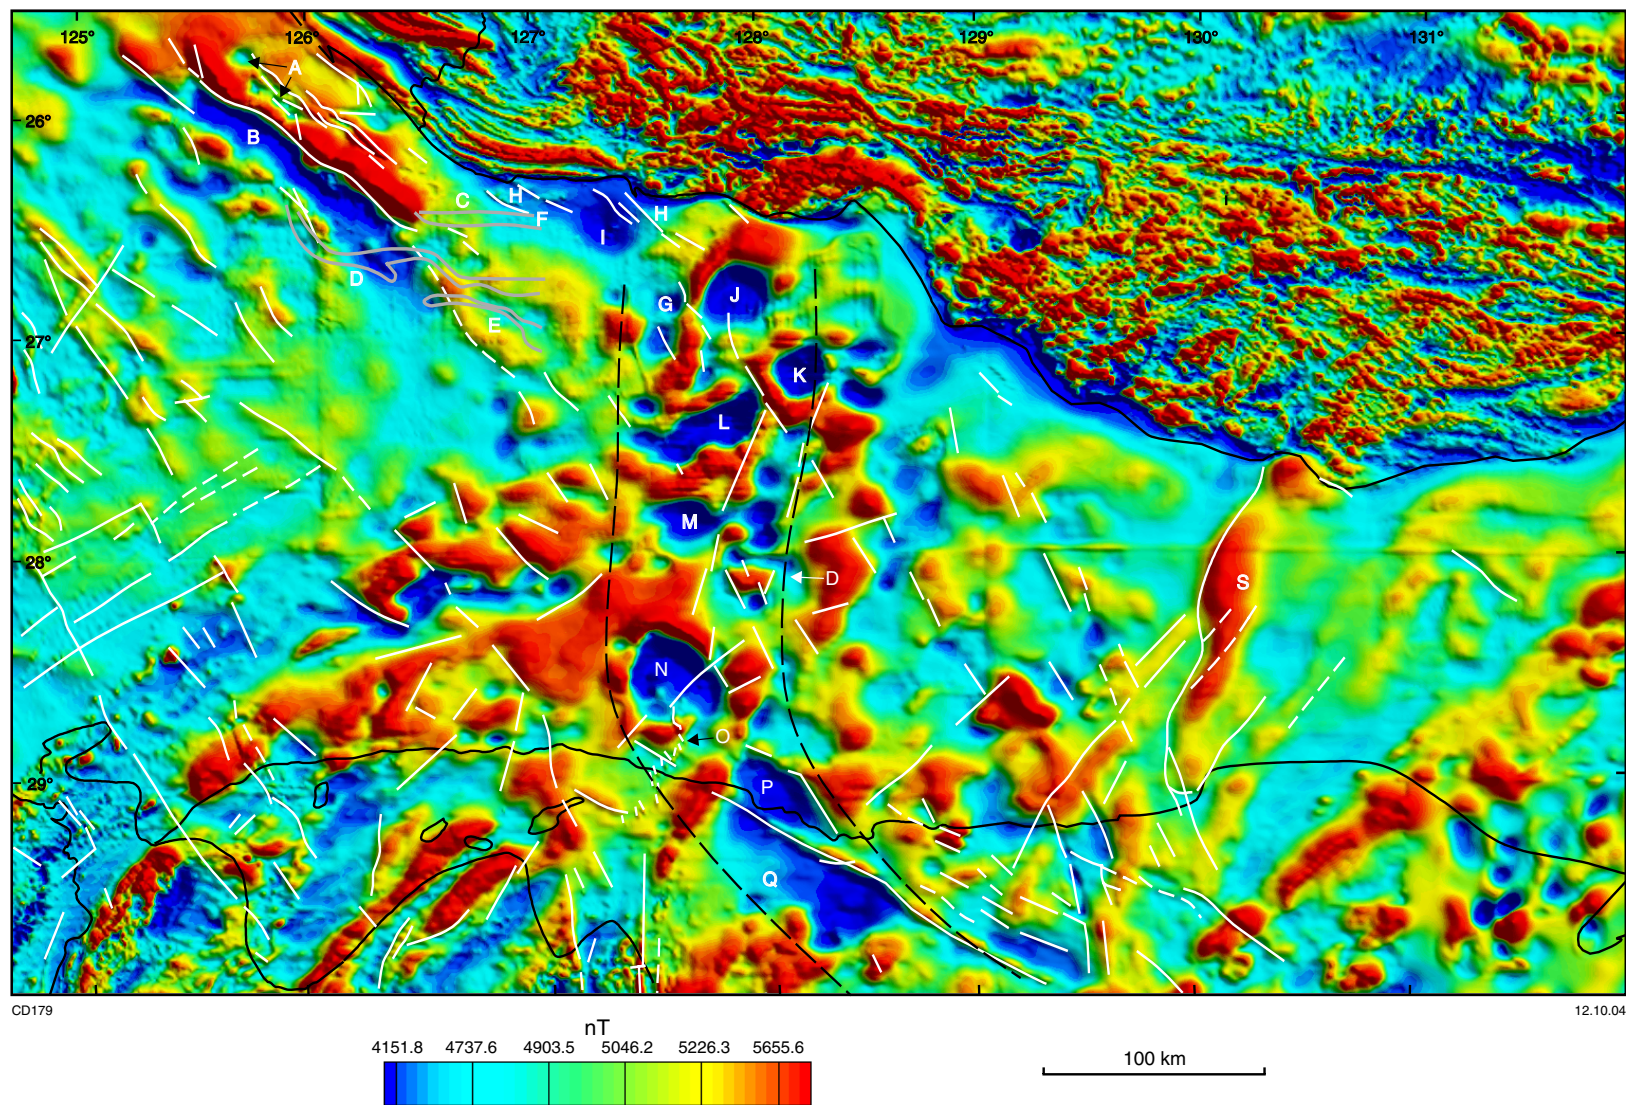 125° 126° 127° 128° 129° 130° 131°
A
26°
B
C H F H
I
D
G J
E
27°
K
L
M
28°
D
S
N
O
29°
P
Q
T
CD179 12.10.04
nT
4151.8 4737.6 4903.5 5046.2 5226.3 5655.6
100 km